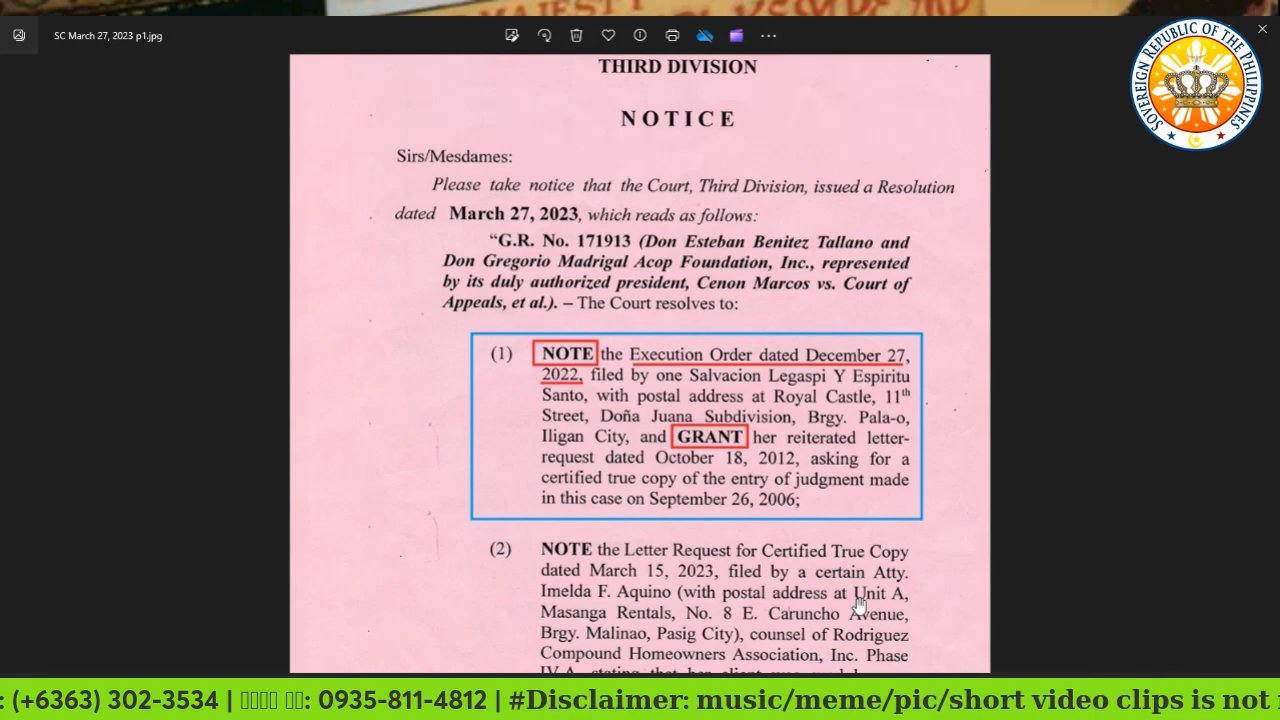 MAJESTY
SC March 27, 2023 p1.jpg
SOVEREIGN REPUBLIC OF THE PHILIPPINES
THIRD DIVISION
NOTICE
Sirs/Mesdames:
Please take notice that the Court, Third Division, issued a Resolution
dated March 27, 2023, which reads as follows:
“G.R. No. 171913 (Don Esteban Benitez Tallano and
Don Gregorio Madrigal Acop Foundation, Inc., represented
by its duly authorized president, Cenon Marcos vs. Court of
Appeals, et al.). – The Court resolves to:
(1) NOTE the Execution Order dated December 27,
2022, filed by one Salvacion Legaspi Y Espiritu
Santo, with postal address at Royal Castle, 11th
Street, Doña Juana Subdivision, Brgy. Pala-o,
Iligan City, and GRANT her reiterated letter-
request dated October 18, 2012, asking for a
certified true copy of the entry of judgment made
in this case on September 26, 2006;
(2) NOTE the Letter Request for Certified True Copy
dated March 15, 2023, filed by a certain Atty.
Imelda F. Aquino (with postal address at Unit A,
Masanga Rentals, No. 8 E. Caruncho Avenue,
Brgy. Malinao, Pasig City), counsel of Rodriguez
Compound Homeowners Association, Inc. Phase
: (+6363) 302-3534 | : 0935-811-4812 | #Disclaimer: music/meme/pic/short video clips is not